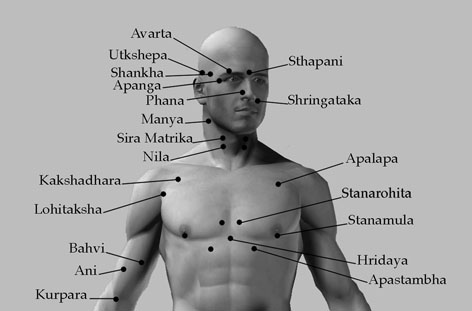 Avarta
Utkshepa
Sthapani
Shankha
Apanga
Phana
Shringataka
Manya
Sira Matrika
Nila
Apalapa
Kakshadhara
Stanarohita
Lohitaksha
Stanamula
Bahvi
Hridaya
Ani
Apastambha
Kurpara